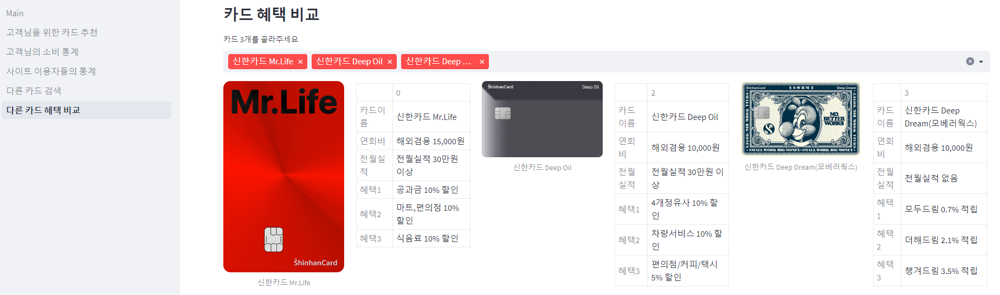 Main
고객님을 위한 카드 추천
고객님의 소비 통계
사이트 이용자들의 통계
다른 카드 검색
다른 카드 혜택 비교
카드 혜택 비교
카드 3개를 골라주세요
신한카드 Mr.Life
신한카드 Deep Oil
신한카드 Deep ...
Mr.Life
ShinhanCard
신한카드 Mr.Life
0
카드이름 신한카드 Mr.Life
연회비 해외겸용 15,000원
전월실적 전월실적 30만원 이상
혜택1 공과금 10% 할인
혜택2 마트,편의점 10% 할인
혜택3 식음료 10% 할인
ShinhanCard
Deep Oil
신한카드 Deep Oil
2
카드이름 신한카드 Deep Oil
연회비 해외겸용 10,000원
전월실적 전월실적 30만원 이상
혜택1 4개정유사 10% 할인
혜택2 차량서비스 10% 할인
혜택3 편의점/커피/택시 5% 할인
ShinhanCard
SWBM
Deep Dream
MO.
BETTER
WORKS
SMALL WORK BIG MONEY
SMALL WORK BIG MONEY
신한카드 Deep Dream(모베러웍스)
3
카드이름 신한카드 Deep Dream(모베러웍스)
연회비 해외겸용 10,000원
전월실적 전월실적 없음
혜택1 모두드림 0.7% 적립
혜택2 더해드림 2.1% 적립
혜택3 챙겨드림 3.5% 적립